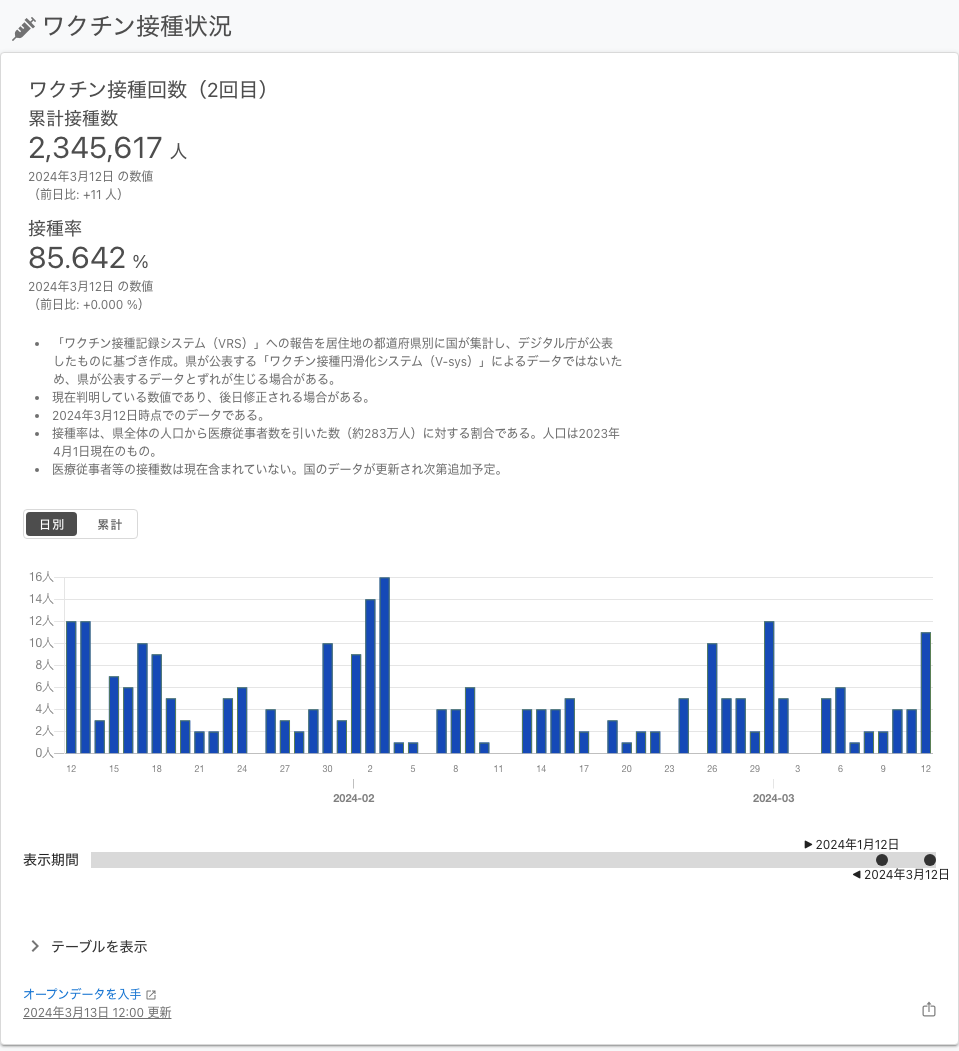 ワクチン接種状況
ワクチン接種回数（2回目）
累計接種数
2,345,617 人
2024年3月12日 の数値
（前日比: +11 人）
接種率
85.642 %
2024年3月12日 の数値
（前日比: +0.000 %）
• 「ワクチン接種記録システム（VRS）」への報告を居住地の都道府県別に国が集計し、デジタル庁が公表
したものに基づき作成。県が公表する「ワクチン接種円滑化システム（V-sys）」によるデータではないた
め、県が公表するデータとずれが生じる場合がある。
• 現在判明している数値であり、後日修正される場合がある。
• 2024年3月12日時点でのデータである。
• 接種率は、県全体の人口から医療従事者数を引いた数（約283万人）に対する割合である。人口は2023年
4月1日現在のもの。
• 医療従事者等の接種数は現在含まれていない。国のデータが更新され次第追加予定。
日別 累計
16人
14人
12人
10人
8人
6人
4人
2人
0人
12 15 18 21 24 27 30 2 5 8 11 14 17 20 23 26 29 3 6 9 12
2024-02 2024-03
▶ 2024年1月12日
表示期間
◀ 2024年3月12日
テーブルを表示
オープンデータを入手
2024年3月13日 12:00 更新